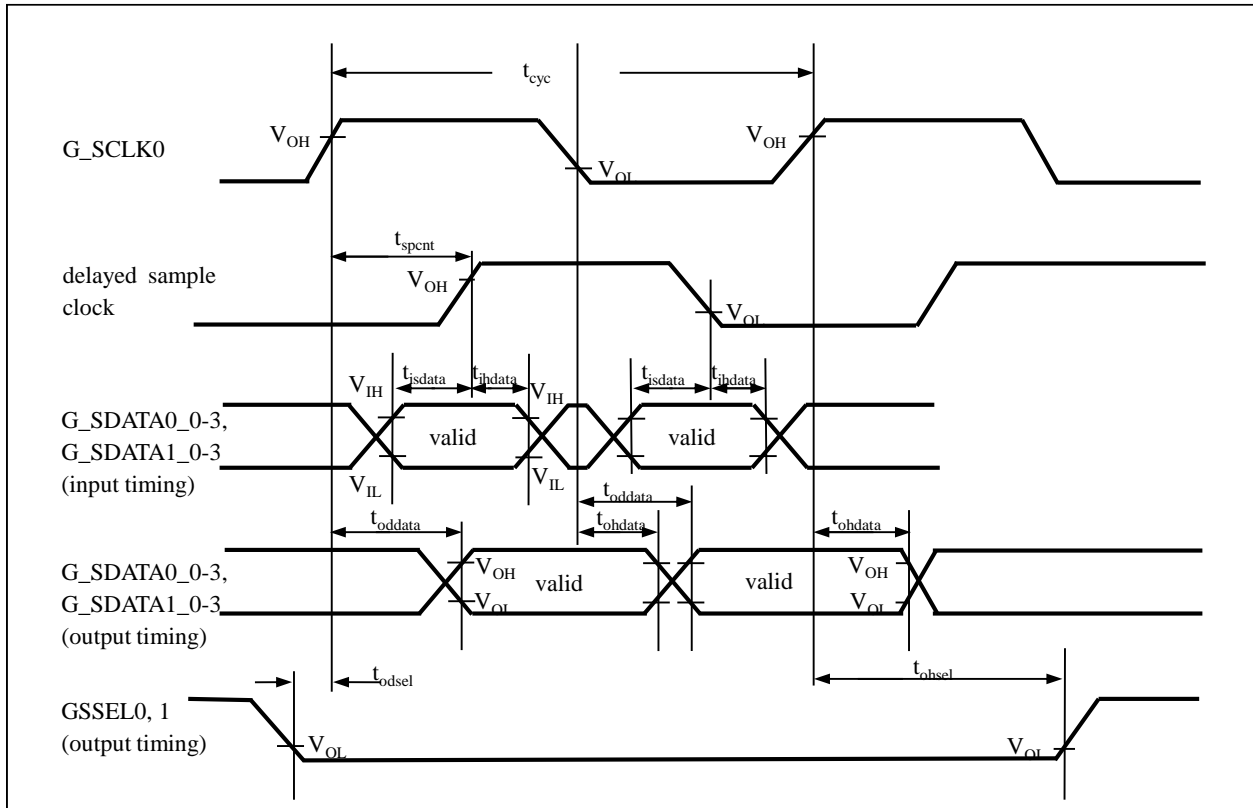 t_cyc
V_OH
V_OH
G_SCLK0
V_OL
t_spcnt
delayed sample
clock
V_OH
V_OL
t_isdata
t_ihdata
t_isdata
t_ihdata
V_IH
V_IH
G_SDATA0_0-3,
G_SDATA1_0-3
(input timing)
valid
valid
V_IL
V_IL
t_oddata
t_oddata
t_ohdata
t_ohdata
G_SDATA0_0-3,
G_SDATA1_0-3
(output timing)
V_OH
valid
valid
V_OH
V_OL
V_OL
t_odsel
t_ohsel
GSSEL0, 1
(output timing)
V_OL
V_OL